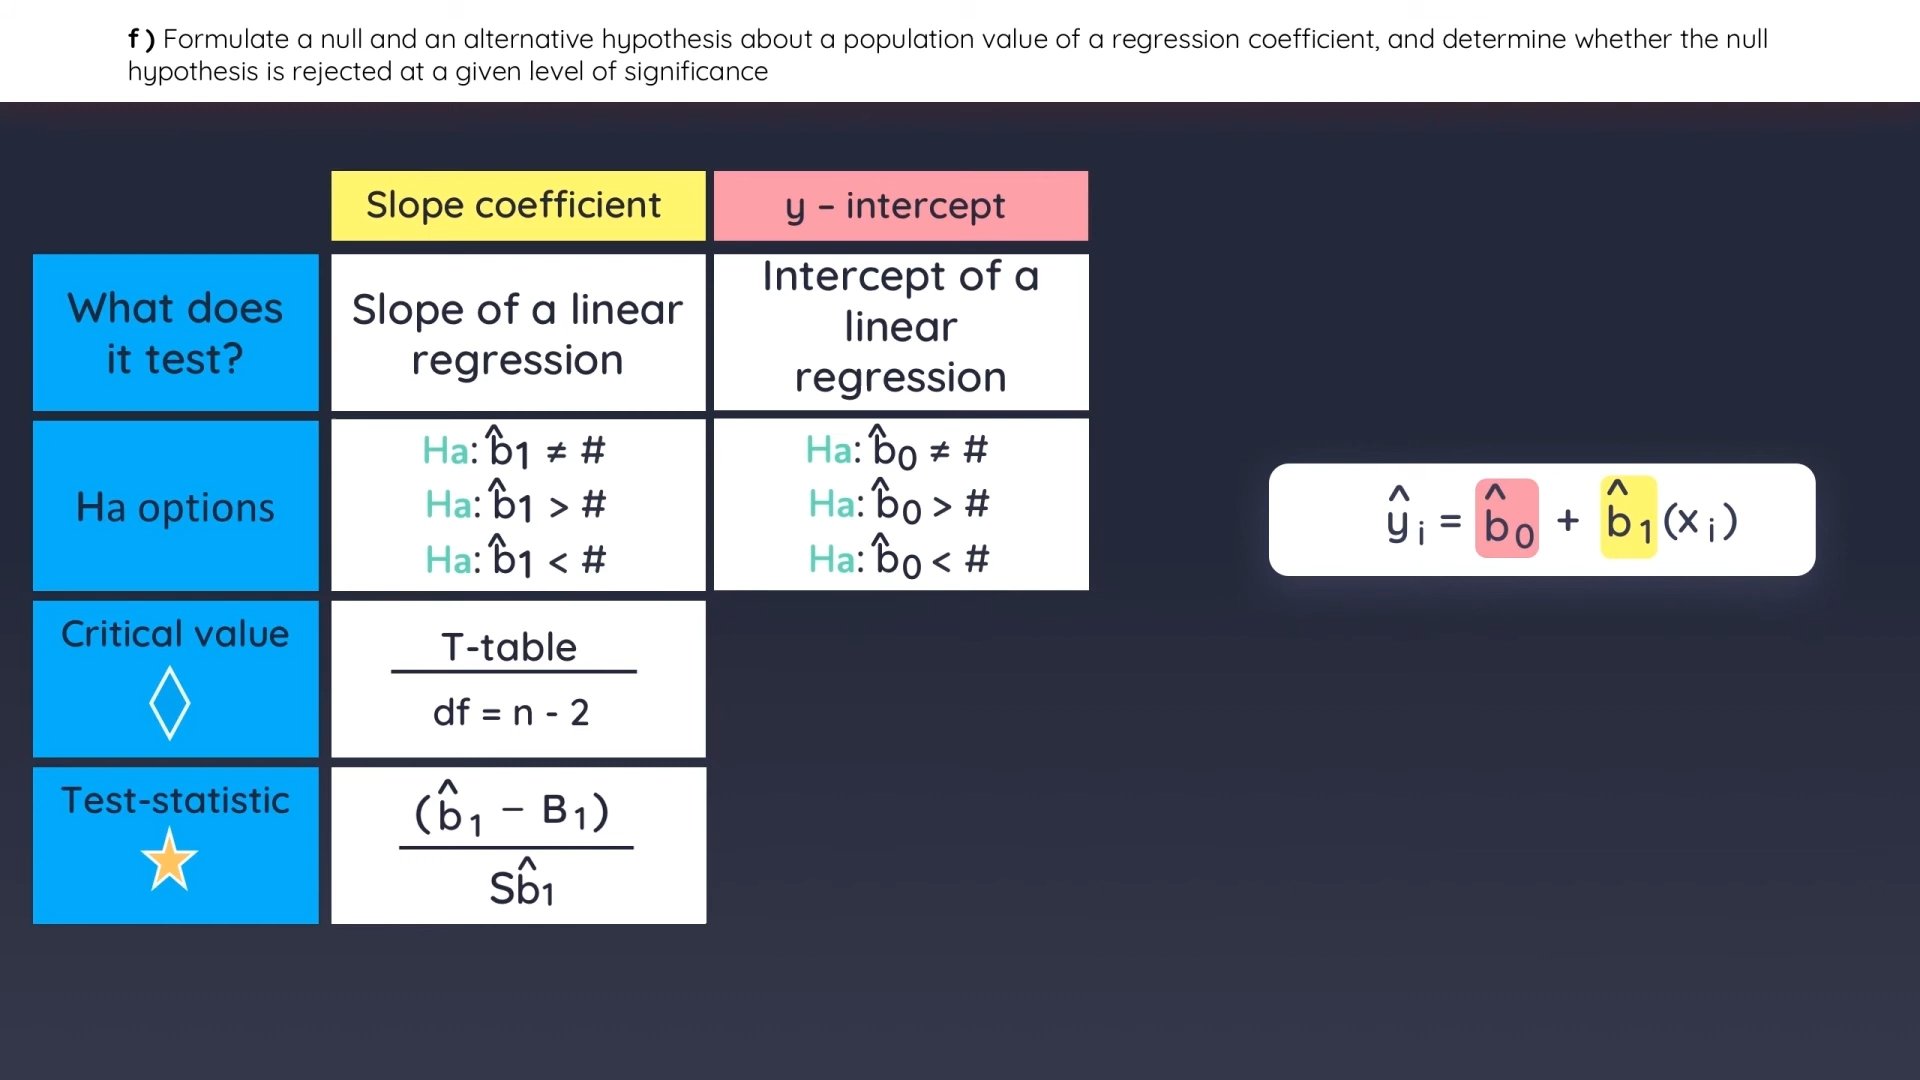 f ) Formulate a null and an alternative hypothesis about a population value of a regression coefficient, and determine whether the null
hypothesis is rejected at a given level of significance
Slope coefficient
y – intercept
What does
it test?
Slope of a linear
regression
Intercept of a
linear
regression
Ha options
Ha: b̂1 ≠ #
Ha: b̂1 > #
Ha: b̂1 < #
Ha: b̂0 ≠ #
Ha: b̂0 > #
Ha: b̂0 < #
ŷi = b̂0 + b̂1(xi)
Critical value
T-table
df = n - 2
Test-statistic
(b̂1 – B1)
Sb̂1